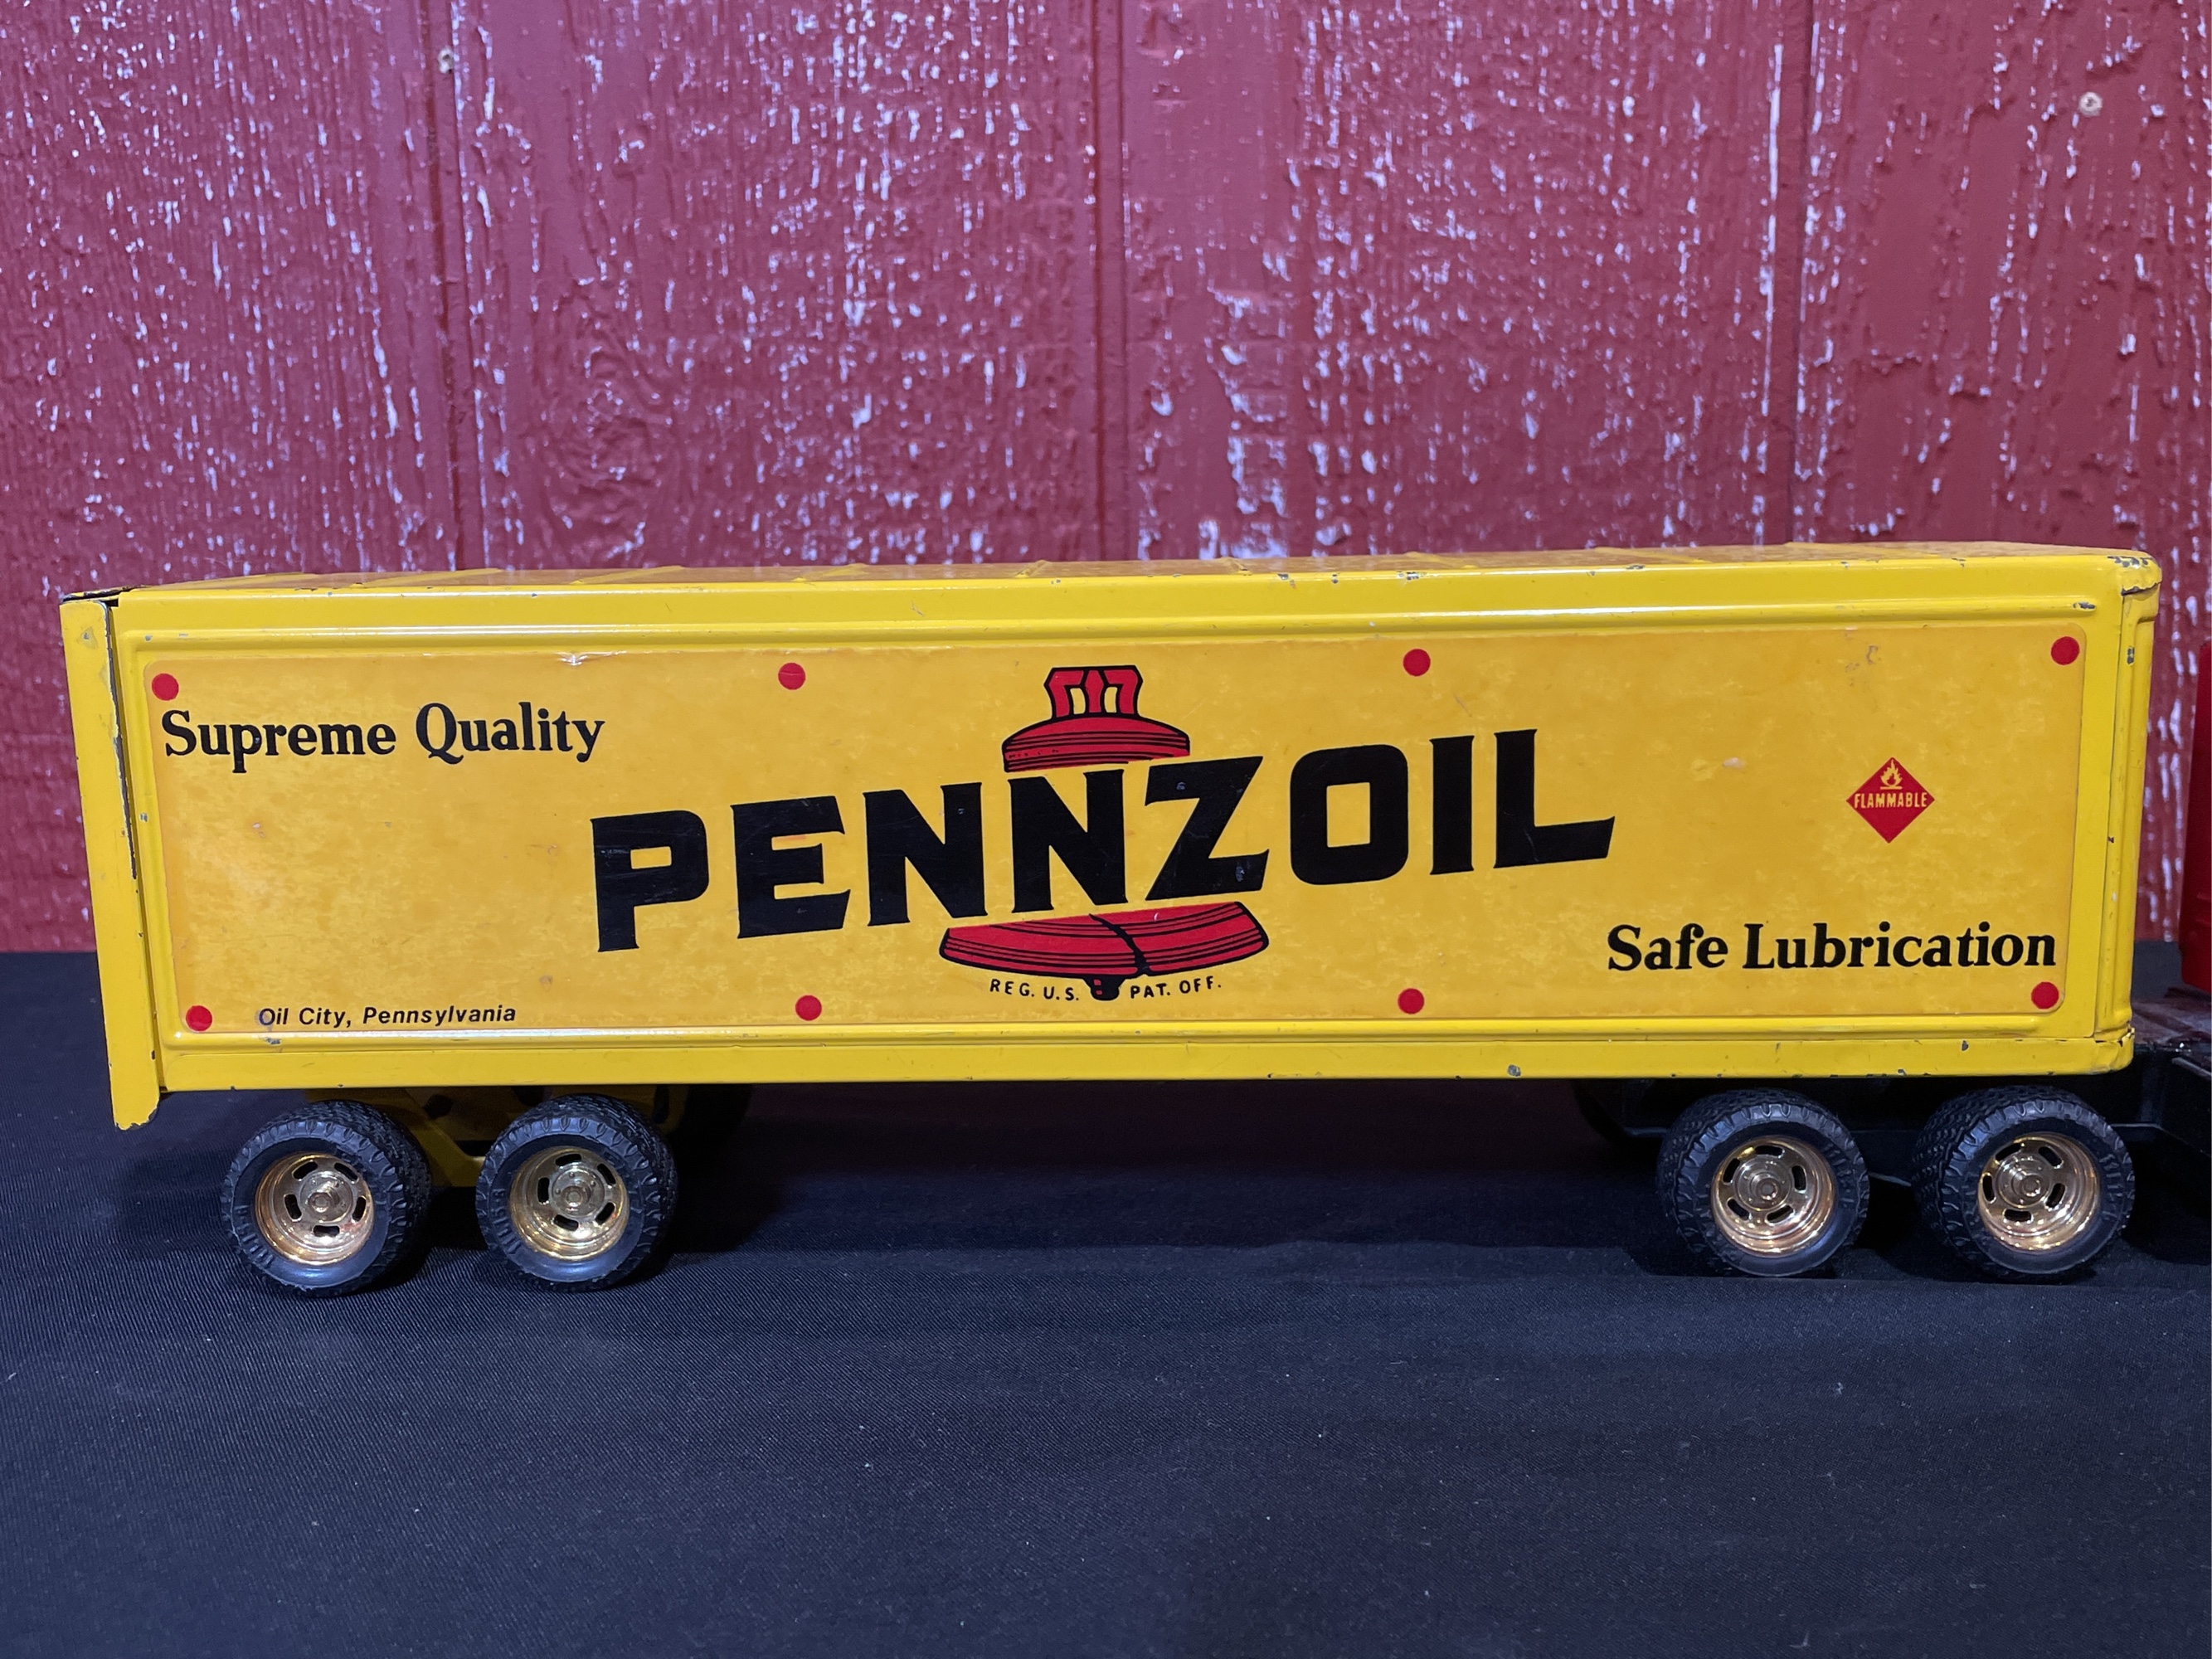 Supreme Quality
PENNZOIL
FLAMMABLE
Safe Lubrication
REG. U.S. PAT. OFF.
Oil City, Pennsylvania